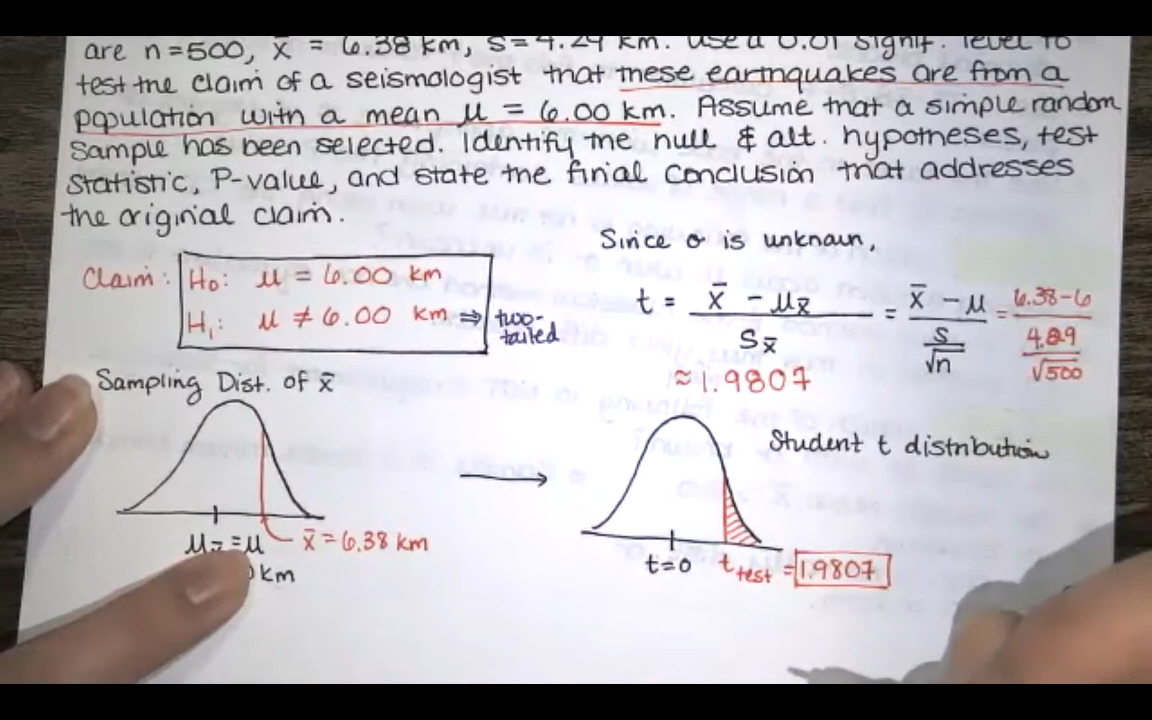 are n=500, x̄ = 6.38 km, s=4.29 km. Use a 0.01 signif. level to
test the claim of a seismologist that these earthquakes are from a
population with a mean μ = 6.00 km. Assume that a simple random
sample has been selected. Identify the null & alt. hypotheses, test
statistic, P-value, and state the finial conclusion that addresses
the original claim.
Since σ is unknown,
Claim: H₀: μ = 6.00 km
H₁: μ ≠ 6.00 km ⇒ two-
tailed
t = (x̄ - μx̄) / sx̄ = (x̄ - μ) / (s/√n) = (6.38-6) / (4.29/√500)
≈1.9807
Sampling Dist. of x̄
Student t distribution
μx̄ = μ
x̄ = 6.38 km
km
t=0
t test = 1.9807